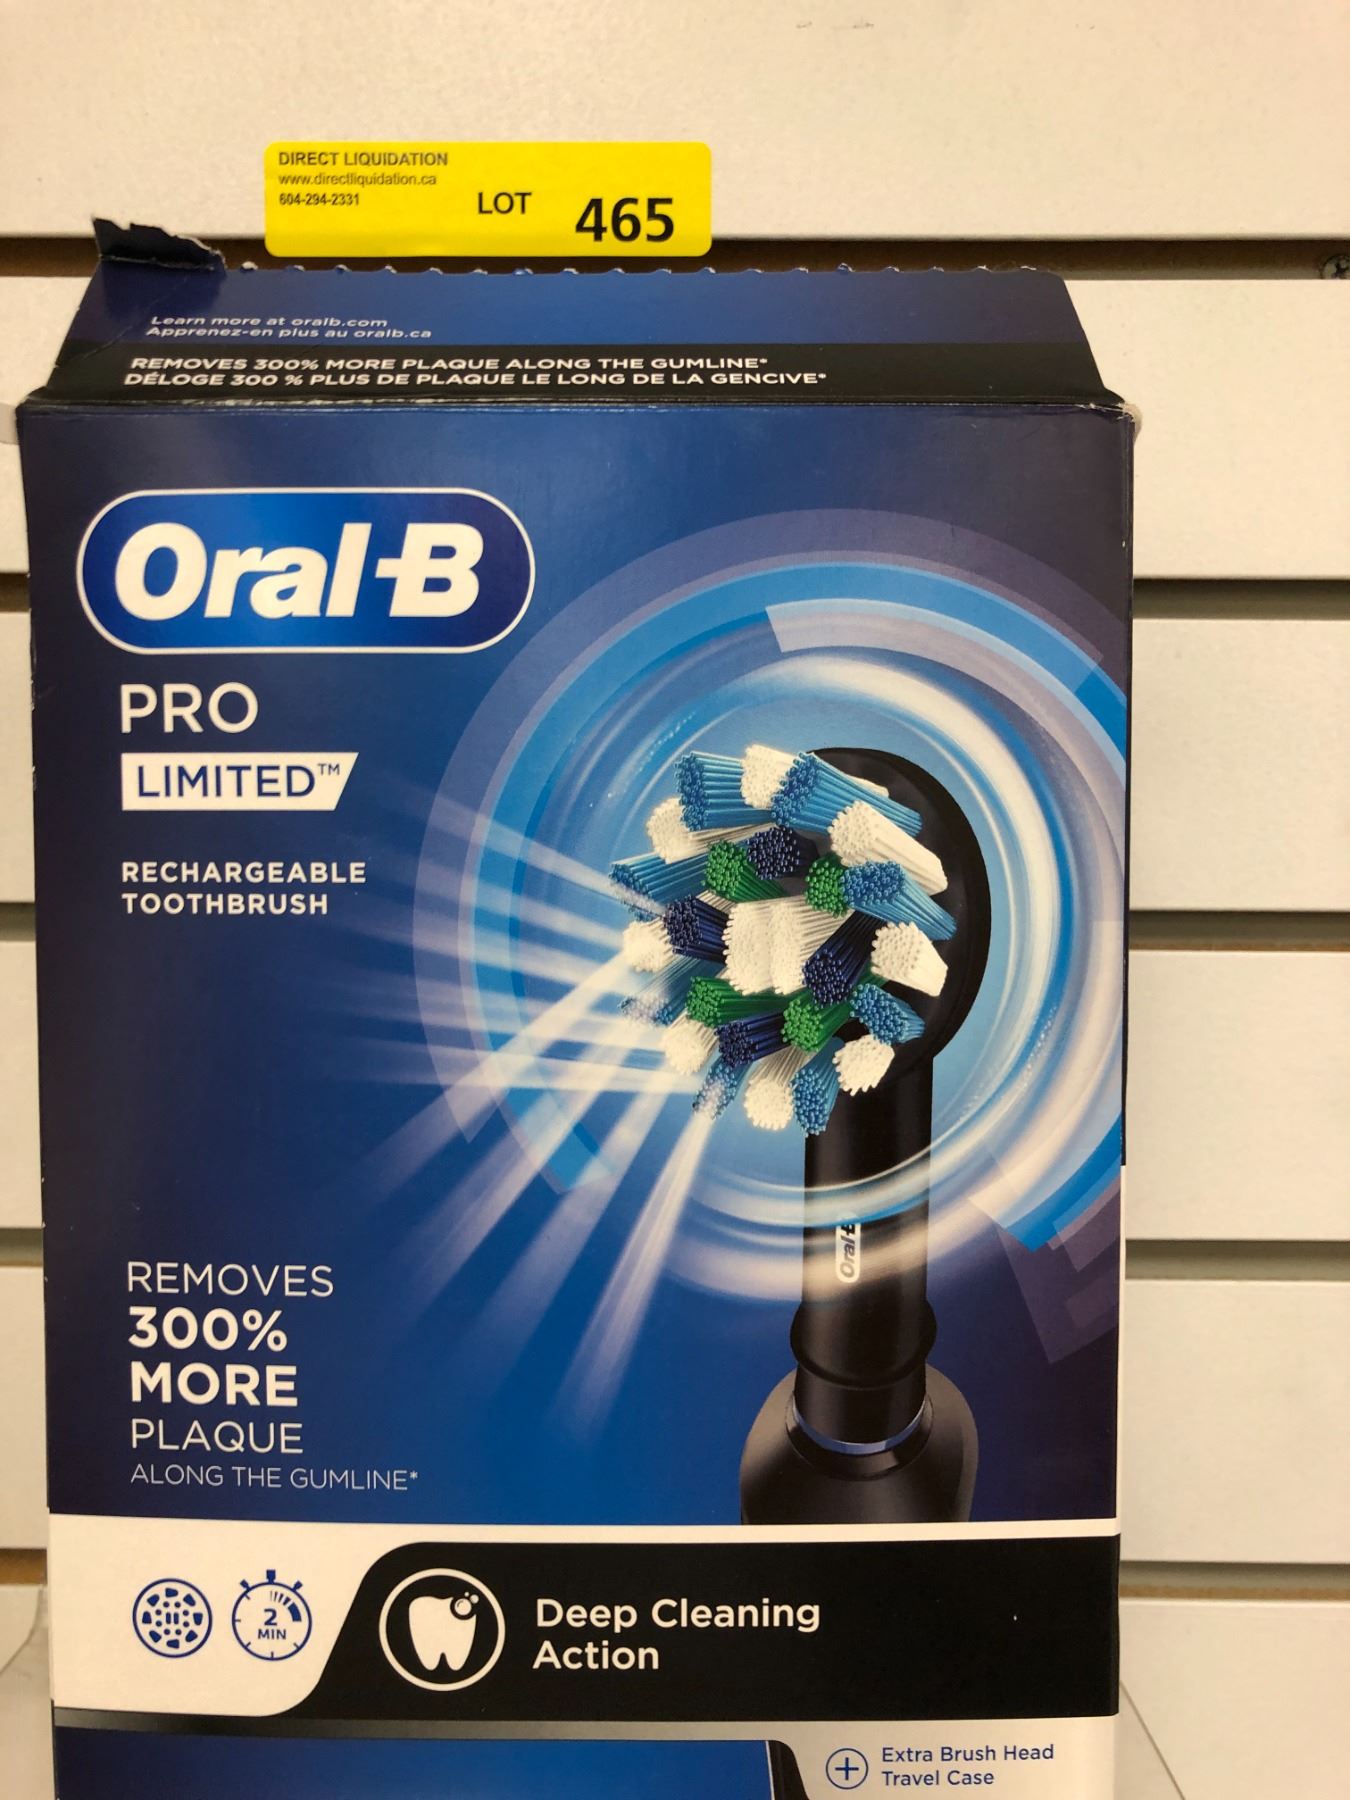 DIRECT LIQUIDATION
www.directliquidation.ca
604-294-2331
LOT 465
Learn more at oralb.com
Apprenez-en plus au oralb.ca
REMOVES 300% MORE PLAQUE ALONG THE GUMLINE*
DÉLOGE 300 % PLUS DE PLAQUE LE LONG DE LA GENCIVE*
Oral-B
PRO
LIMITED™
RECHARGEABLE
TOOTHBRUSH
Oral-B
REMOVES
300%
MORE
PLAQUE
ALONG THE GUMLINE*
2
MIN
Deep Cleaning
Action
+ Extra Brush Head
Travel Case